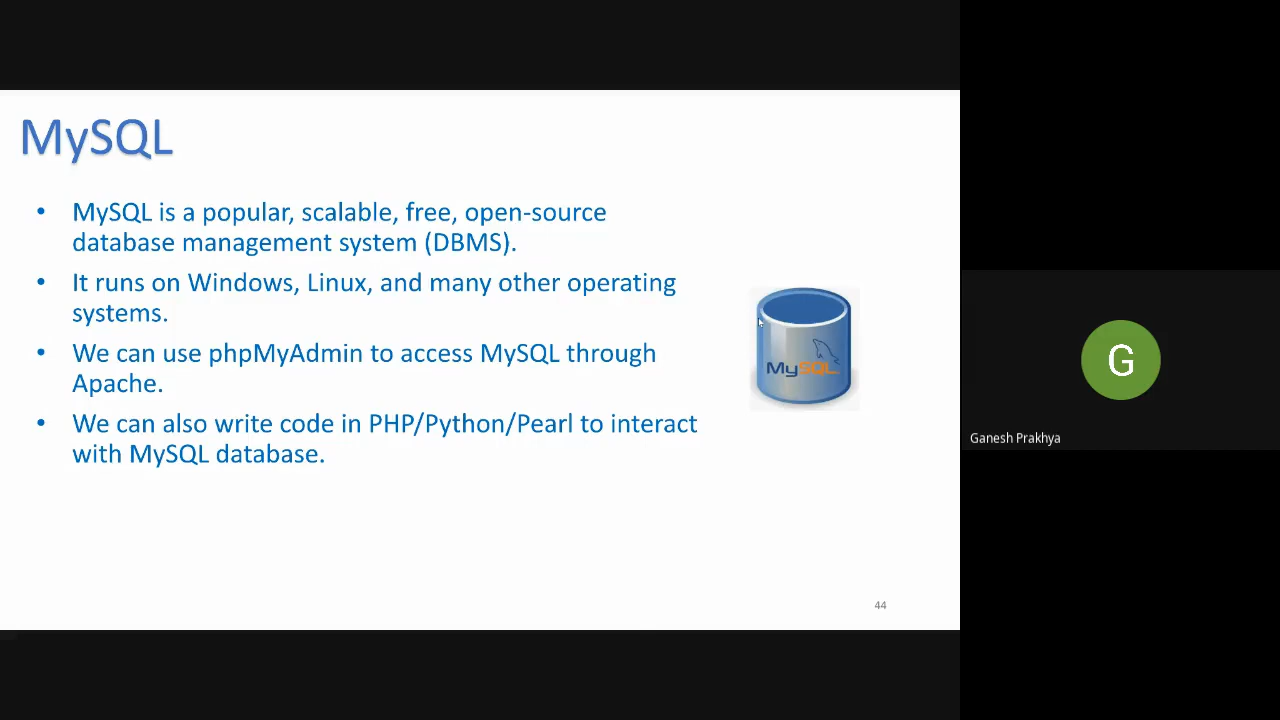 MySQL
• MySQL is a popular, scalable, free, open-source
database management system (DBMS).
• It runs on Windows, Linux, and many other operating
systems.
• We can use phpMyAdmin to access MySQL through
Apache.
• We can also write code in PHP/Python/Pearl to interact
with MySQL database.
MySQL
44
G
Ganesh Prakhya